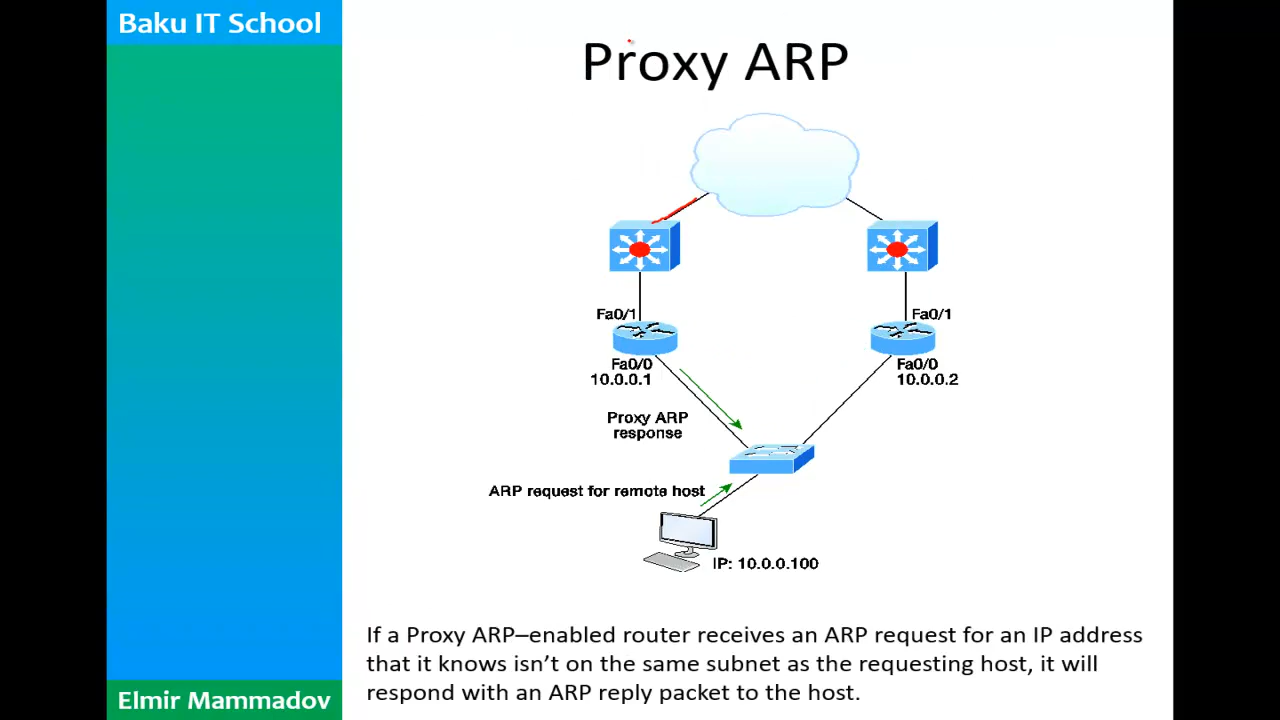 Baku IT School
Proxy ARP
Fa0/1
Fa0/1
Fa0/0
10.0.0.1
Fa0/0
10.0.0.2
Proxy ARP
response
ARP request for remote host
IP: 10.0.0.100
If a Proxy ARP–enabled router receives an ARP request for an IP address
that it knows isn’t on the same subnet as the requesting host, it will
respond with an ARP reply packet to the host.
Elmir Mammadov